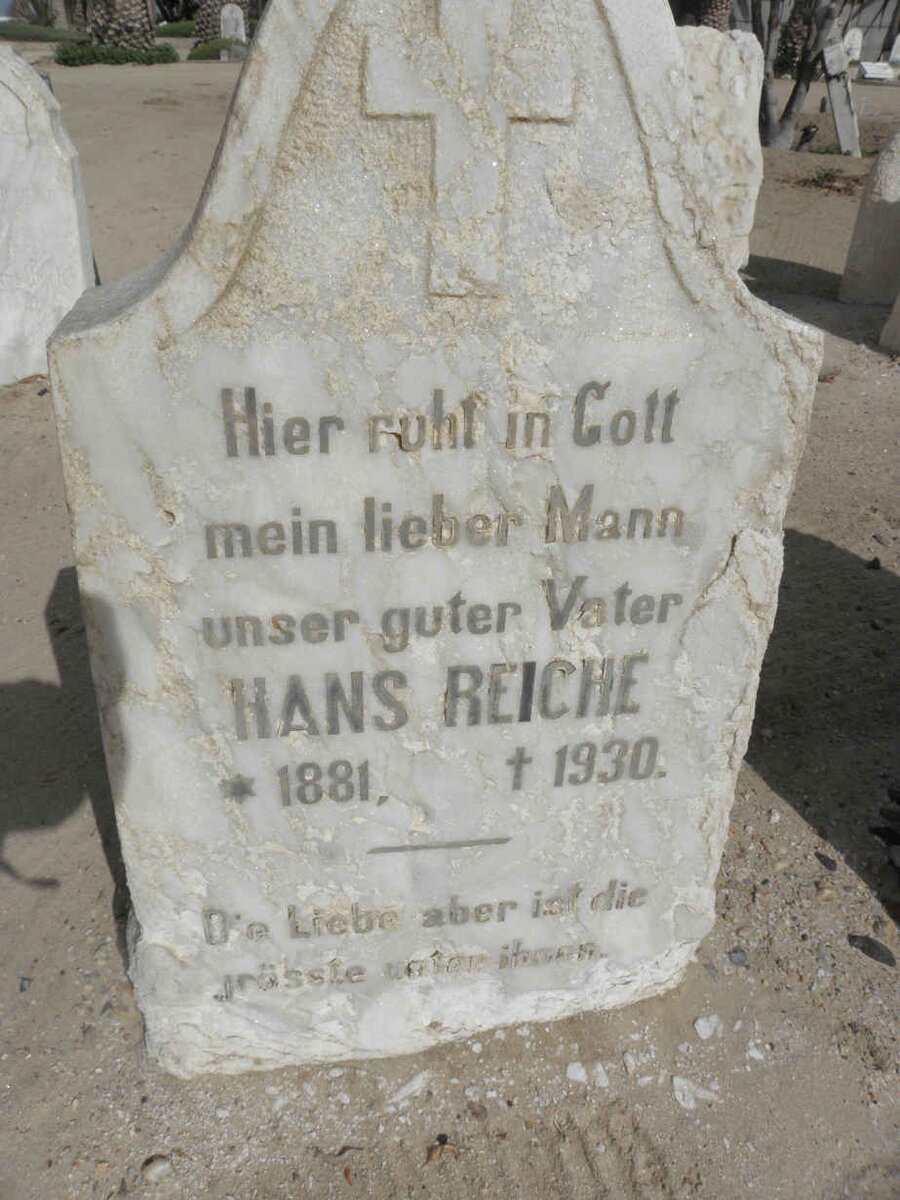 Hier ruht in Gott
mein lieber Mann
unser guter Vater
HANS REICHE
* 1881, † 1930.
Die Liebe aber ist die
grösste unter ihnen.